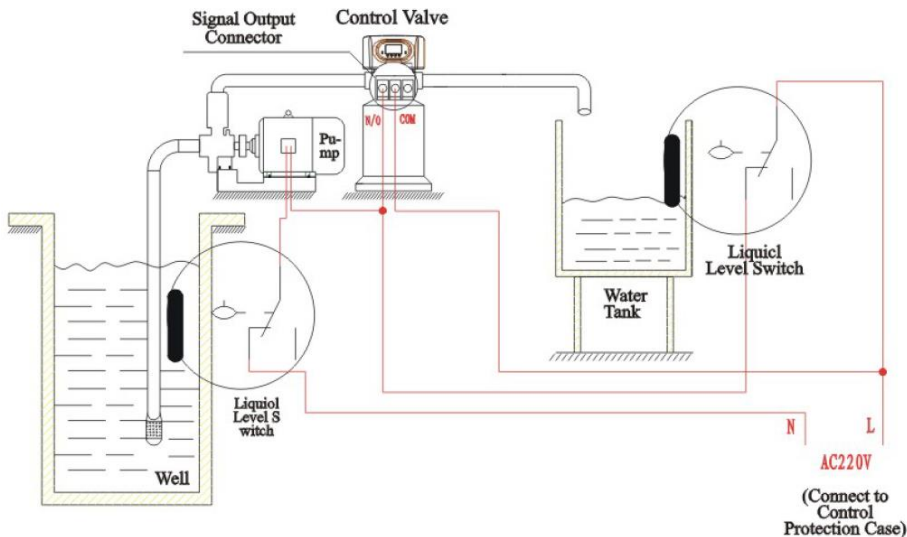 Signal Output
Connector
Control Valve
N/O
COM
Pu-
mp
Liquicl
Level Switch
Water
Tank
Liquiol
Level S
witch
Well
N
L
AC220V
(Connect to
Control
Protection Case)